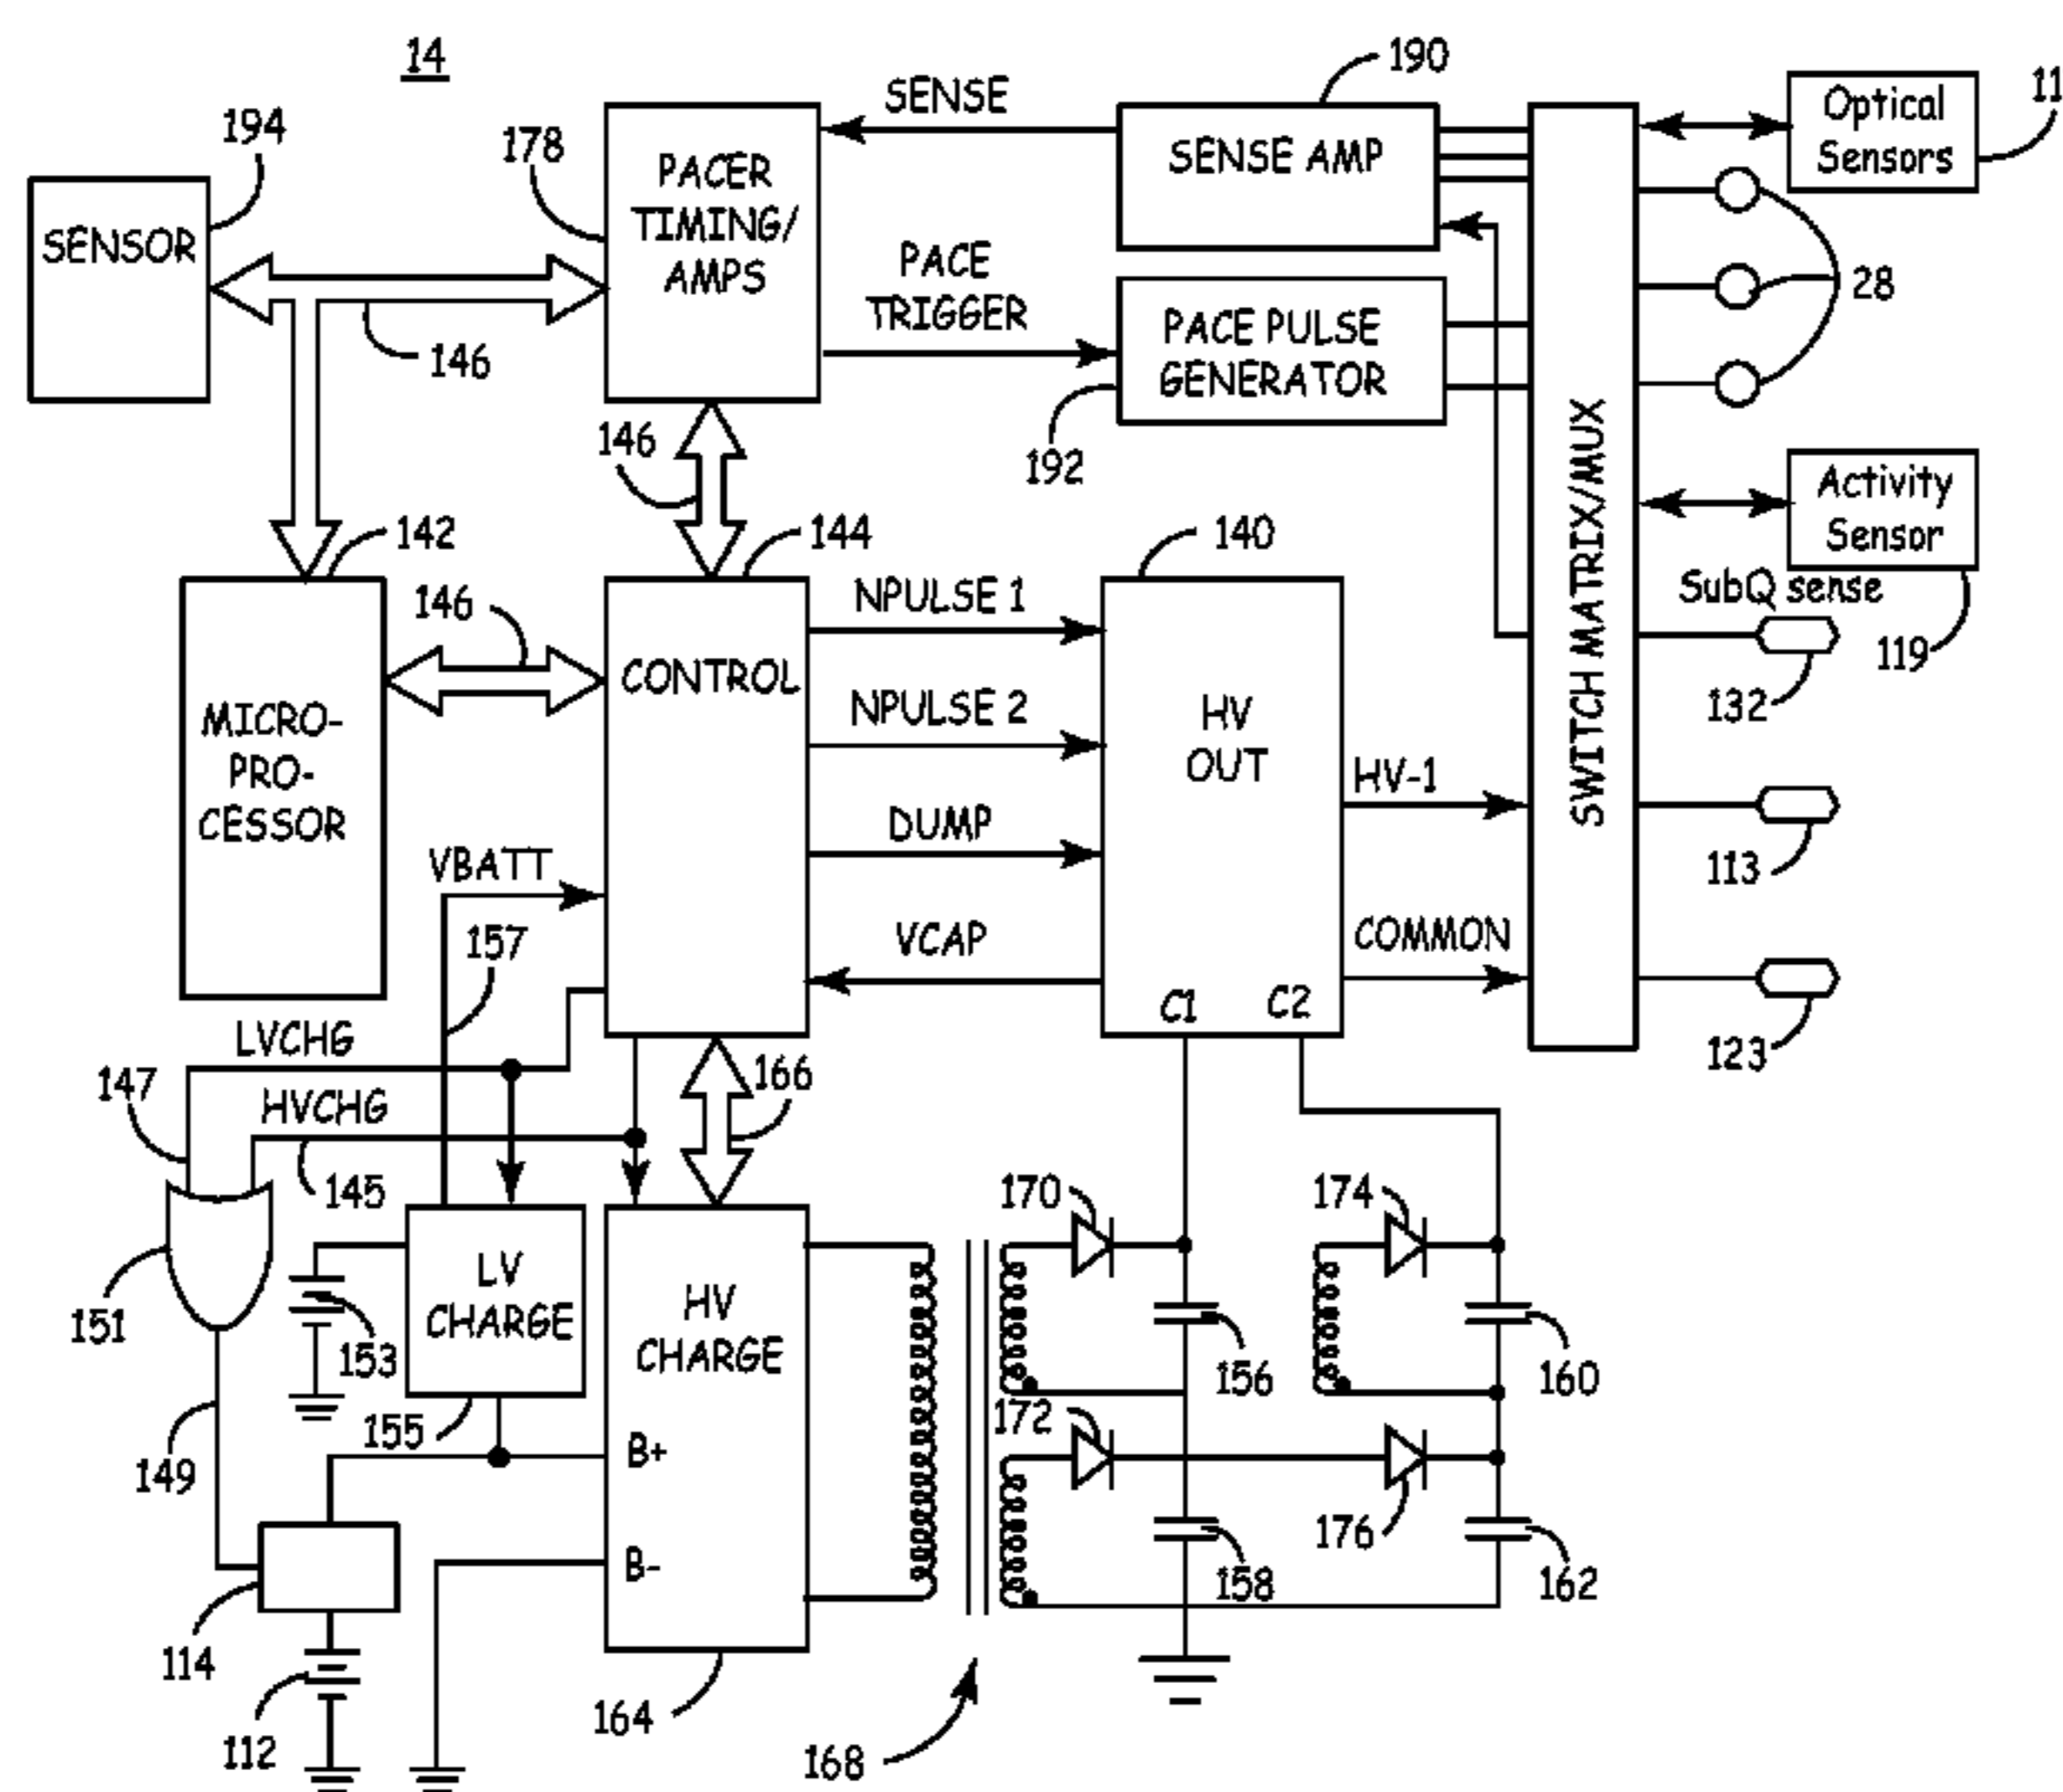 14
194
SENSOR
178
PACER
TIMING/
AMPS
SENSE
190
SENSE AMP
Optical
Sensors
11
PACE
TRIGGER
PACE PULSE
GENERATOR
192
28
146
146
SWITCH MATRIX/MUX
Activity
Sensor
119
SubQ sense
132
142
146
144
140
MICRO-
PRO-
CESSOR
CONTROL
NPULSE 1
NPULSE 2
DUMP
VCAP
HV
OUT
HV-1
COMMON
C1
C2
113
123
VBATT
157
LVCHG
147
HVCHG
145
166
151
153
LV
CHARGE
155
HV
CHARGE
B+
B-
149
114
112
164
168
170
174
156
160
172
176
158
162